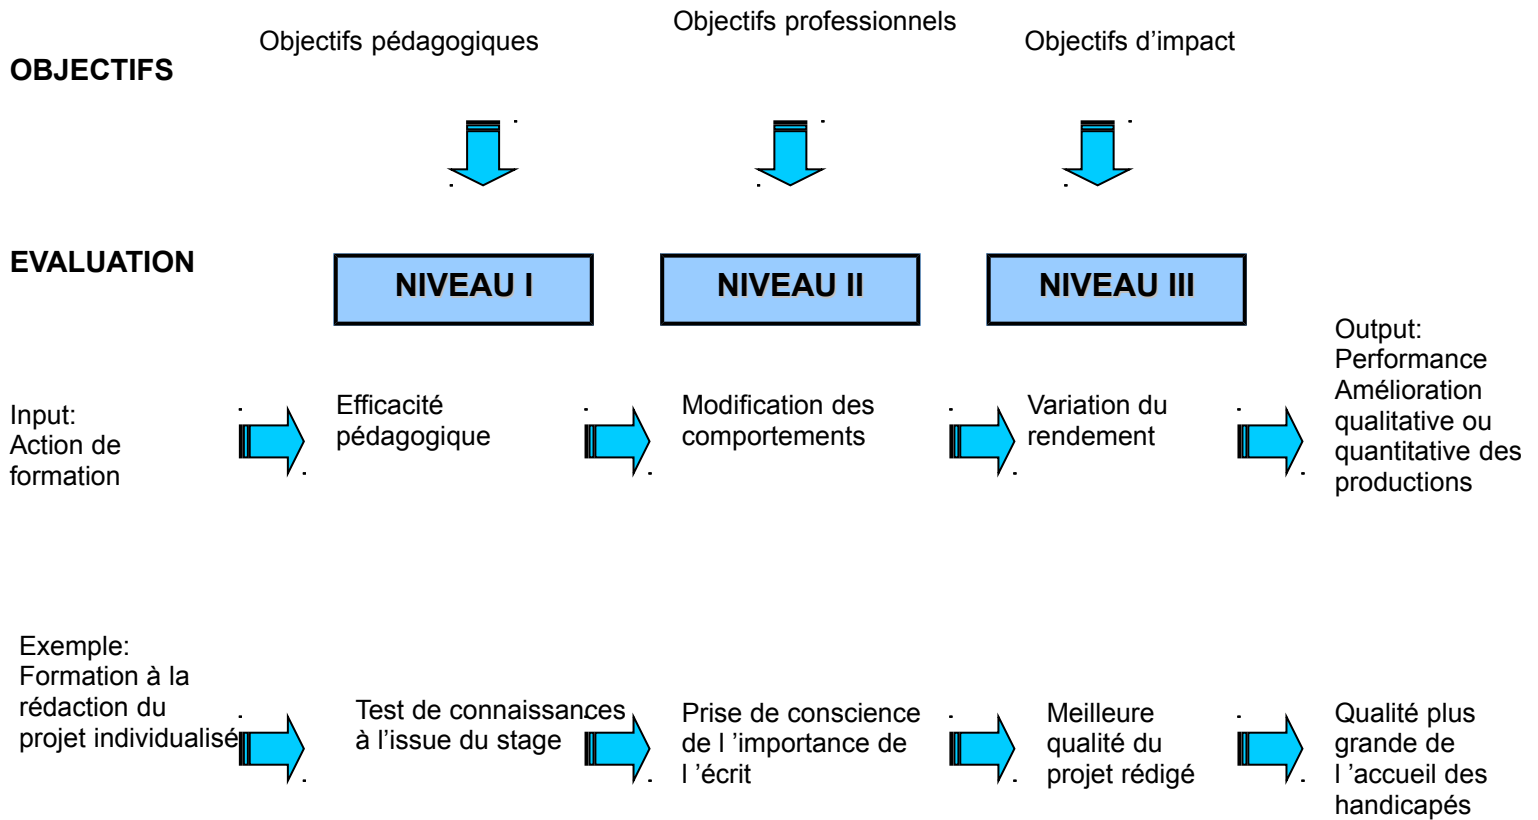 Objectifs pédagogiques
Objectifs professionnels
Objectifs d’impact
OBJECTIFS
EVALUATION
NIVEAU I
NIVEAU II
NIVEAU III
Input:
Action de
formation
Efficacité
pédagogique
Modification des
comportements
Variation du
rendement
Output:
Performance
Amélioration
qualitative ou
quantitative des
productions
Exemple:
Formation à la
rédaction du
projet individualisé
Test de connaissances
à l’issue du stage
Prise de conscience
de l ’importance de
l ’écrit
Meilleure
qualité du
projet rédigé
Qualité plus
grande de
l ’accueil des
handicapés